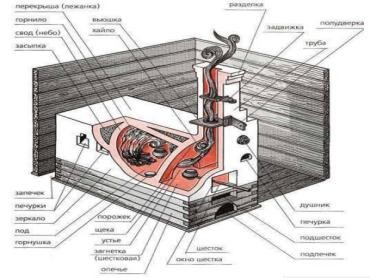 перекрыша (лежанка)
горнило
свод (небо)
засыпка
вьюшка
хайло
разделка
задвижка
полудверка
труба
запечек
печурки
зеркало
под
горнушка
порожек
щека
устье
загнетка
(шестковая)
опечье
шесток
окно шестка
душник
печурка
подшесток
подпечек